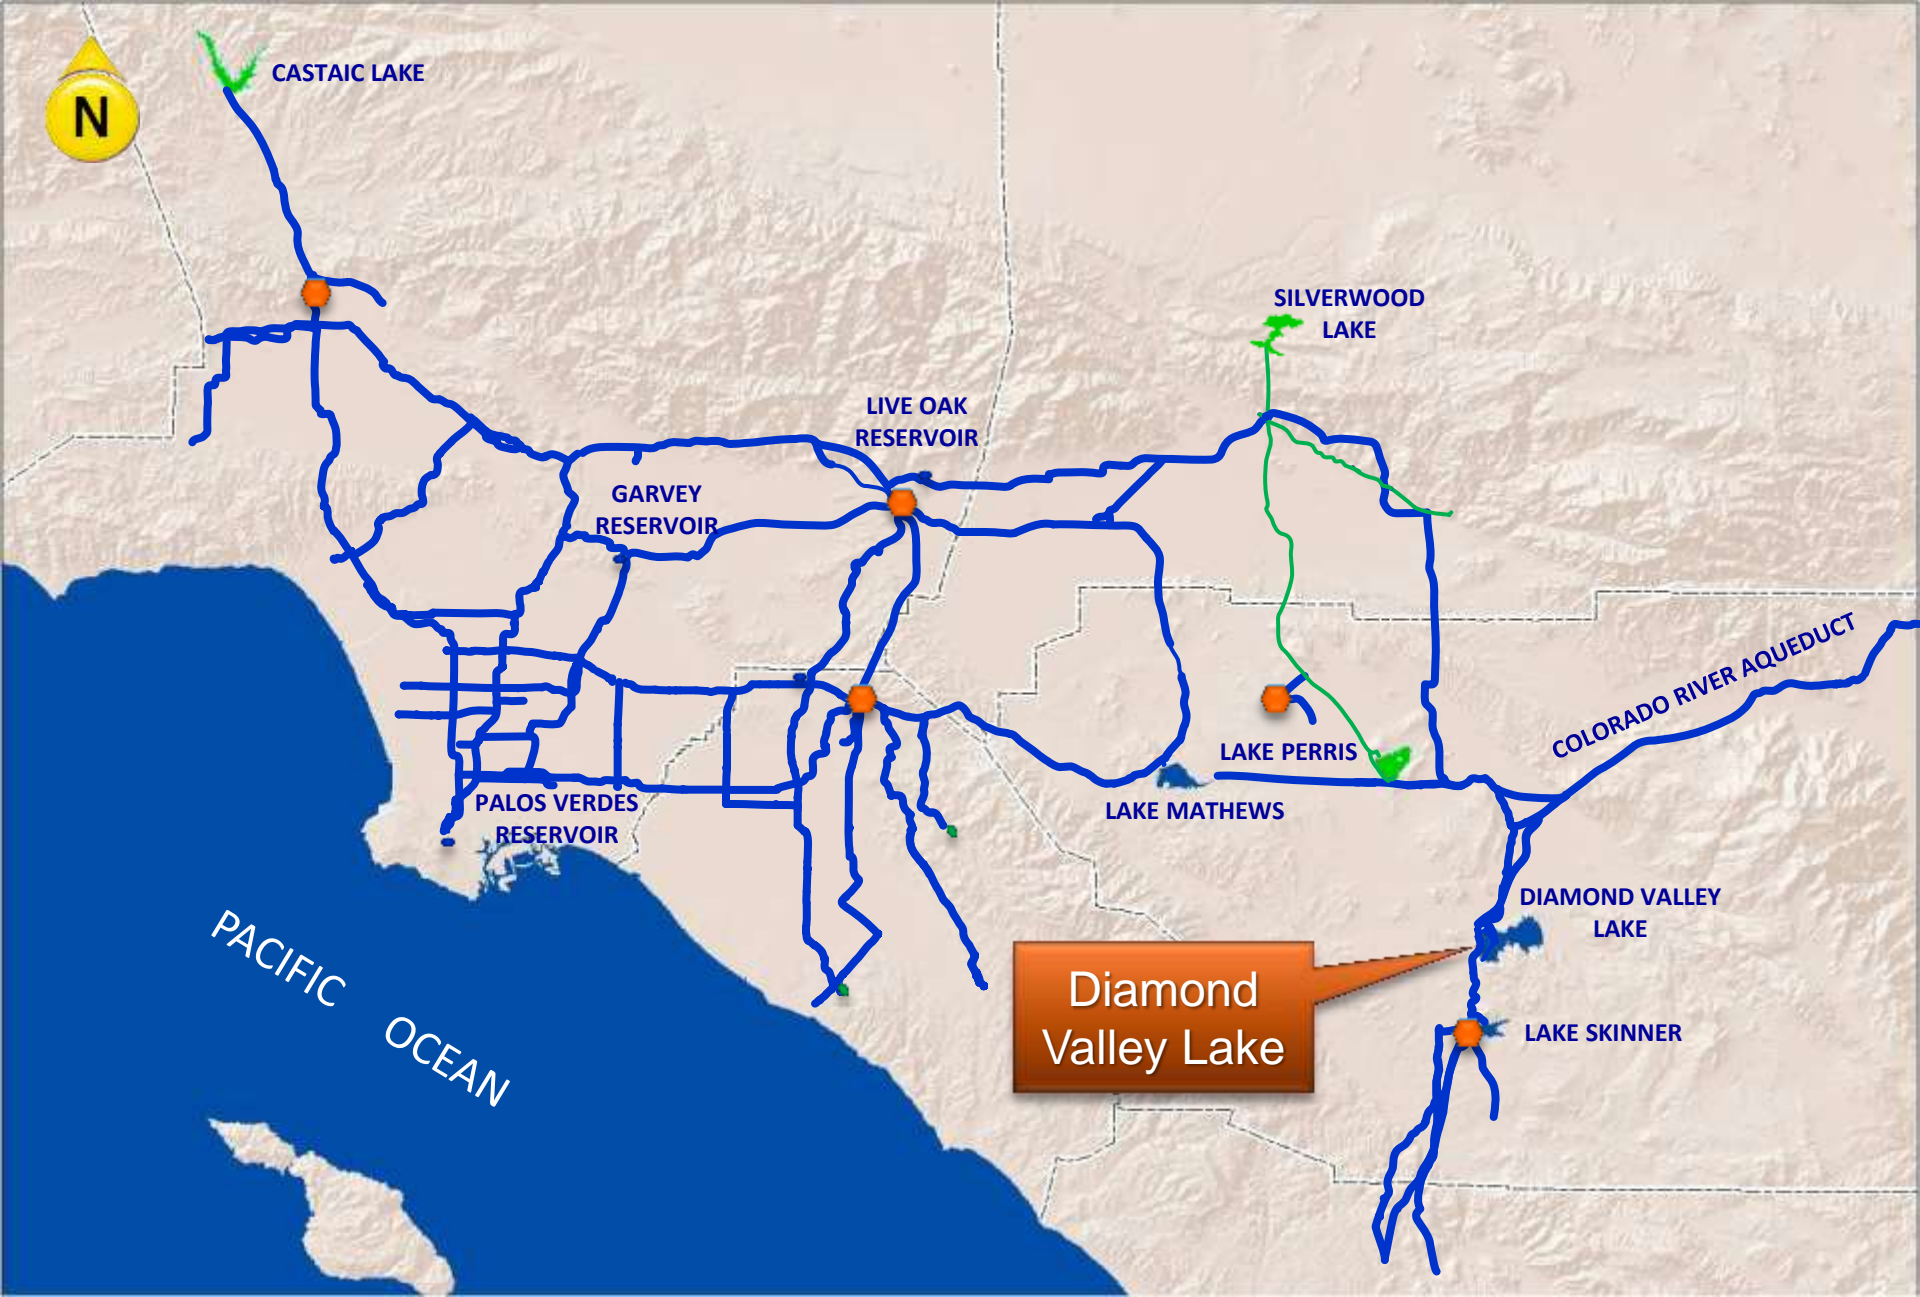 N
CASTAIC LAKE
SILVERWOOD
LAKE
LIVE OAK
RESERVOIR
GARVEY
RESERVOIR
COLORADO RIVER AQUEDUCT
LAKE PERRIS
LAKE MATHEWS
PALOS VERDES
RESERVOIR
DIAMOND VALLEY
LAKE
PACIFIC
OCEAN
Diamond
Valley Lake
LAKE SKINNER